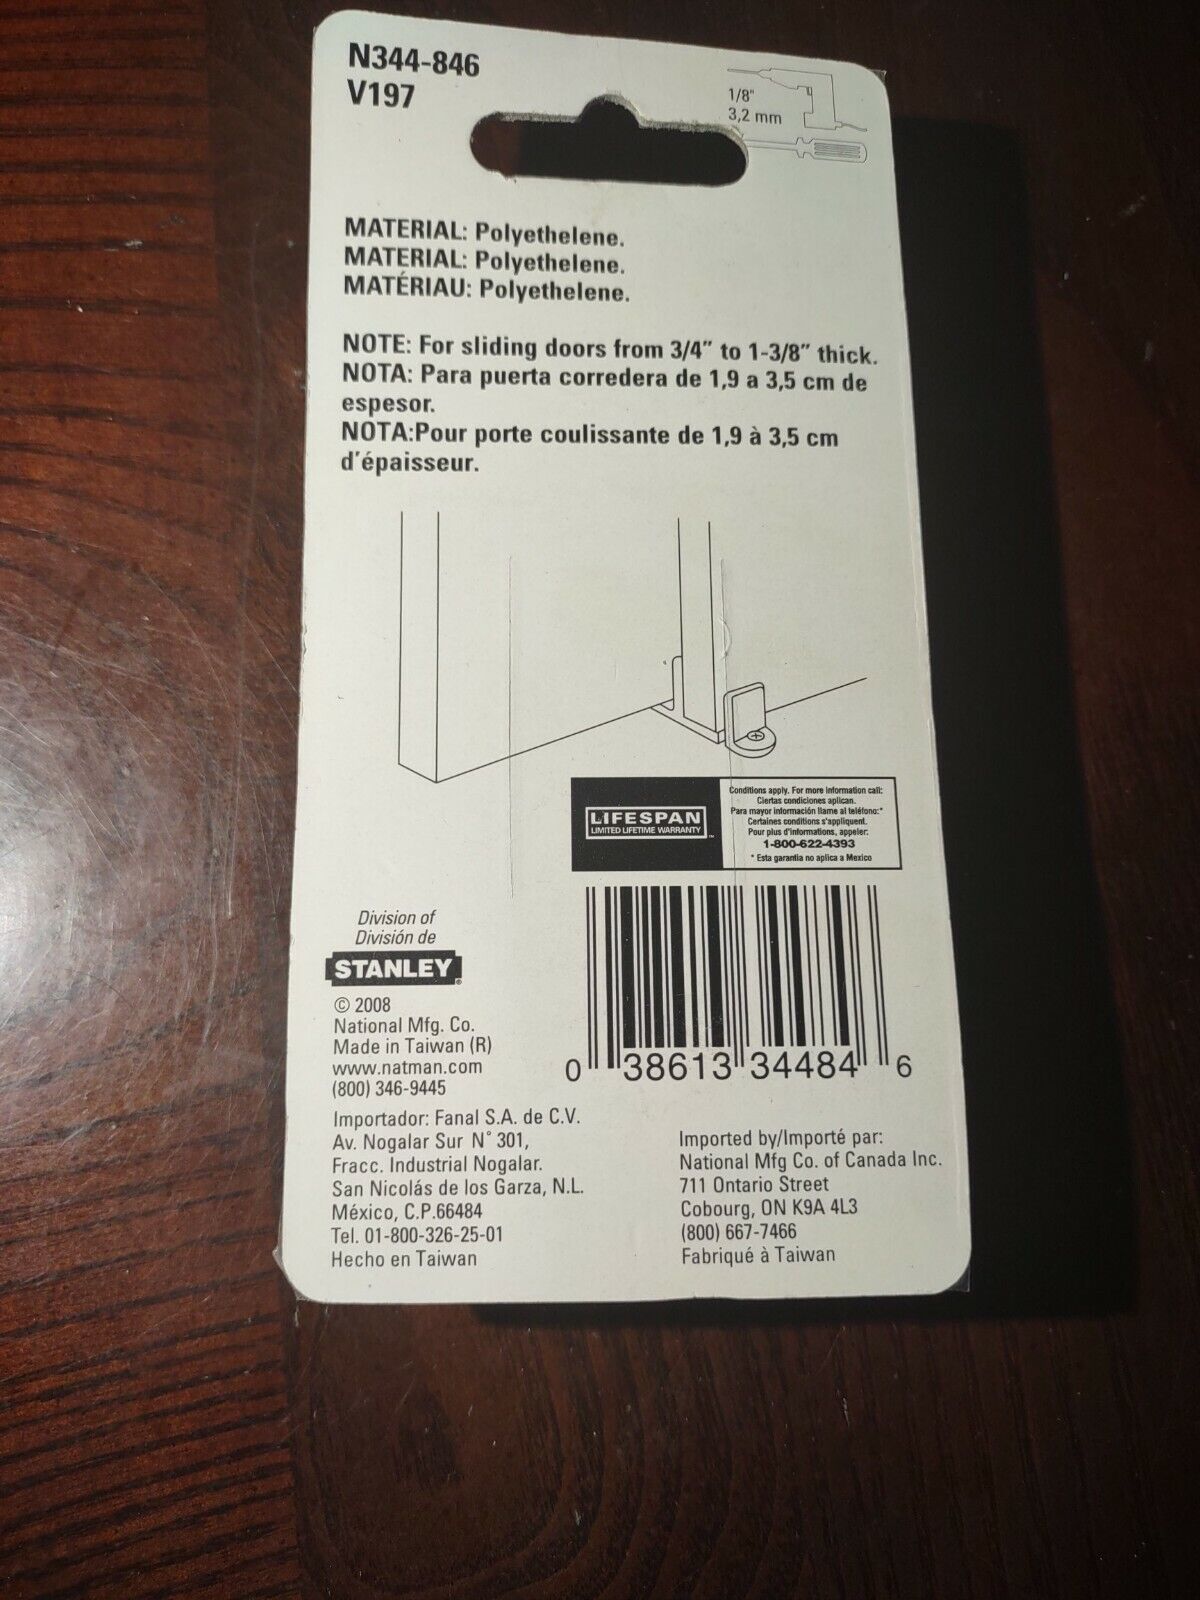 N344-846
V197
1/8"
3,2 mm
MATERIAL: Polyethelene.
MATERIAL: Polyethelene.
MATÉRIAU: Polyethelene.
NOTE: For sliding doors from 3/4" to 1-3/8" thick.
NOTA: Para puerta corredera de 1,9 a 3,5 cm de
espesor.
NOTA:Pour porte coulissante de 1,9 à 3,5 cm
d'épaisseur.
LIFESPAN
LIMITED LIFETIME WARRANTY
Conditions apply. For more information call:
Ciertas condiciones aplican.
Para mayor información llame al teléfono:*
Certaines conditions s'appliquent.
Pour plus d'informations, appeler:
1-800-622-4393
* Esta garantia no aplica a Mexico
Division of
División de
STANLEY®
© 2008
National Mfg. Co.
Made in Taiwan (R)
www.natman.com
(800) 346-9445
0 38613 34484 6
Importador: Fanal S.A. de C.V.
Av. Nogalar Sur N° 301,
Fracc. Industrial Nogalar.
San Nicolás de los Garza, N.L.
México, C.P.66484
Tel. 01-800-326-25-01
Hecho en Taiwan
Imported by/Importé par:
National Mfg Co. of Canada Inc.
711 Ontario Street
Cobourg, ON K9A 4L3
(800) 667-7466
Fabriqué à Taiwan